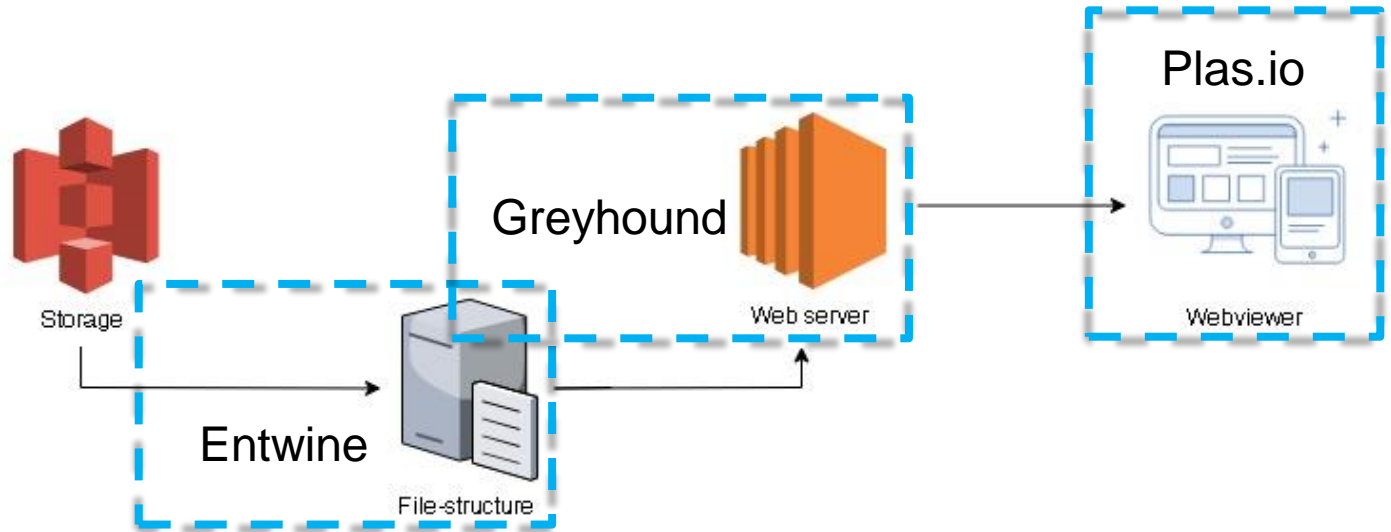 Plas.io
Greyhound
Storage
Web server
Webviewer
Entwine
File-structure